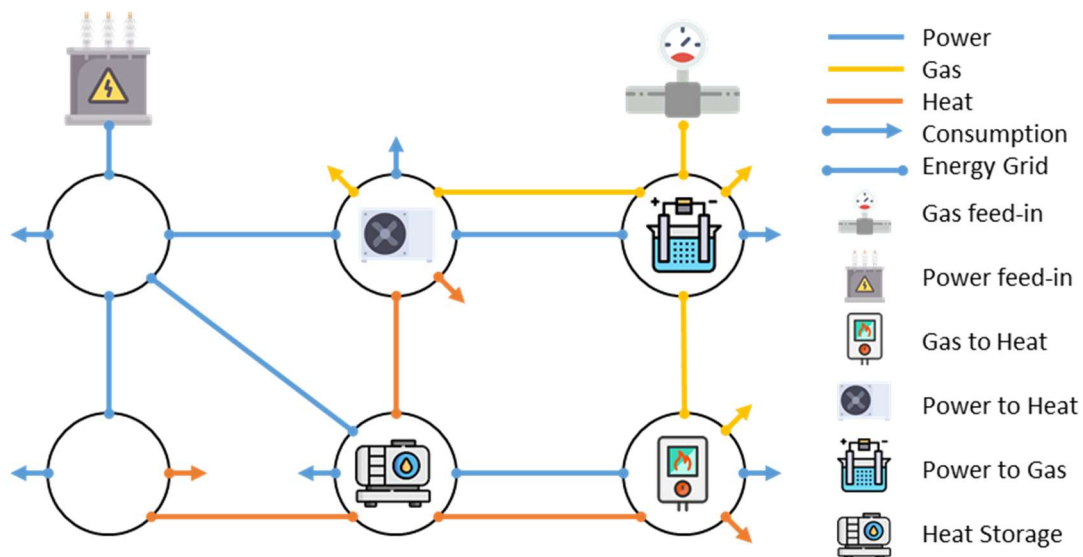 Power
Gas
Heat
Consumption
Energy Grid
Gas feed-in
Power feed-in
Gas to Heat
Power to Heat
Power to Gas
Heat Storage